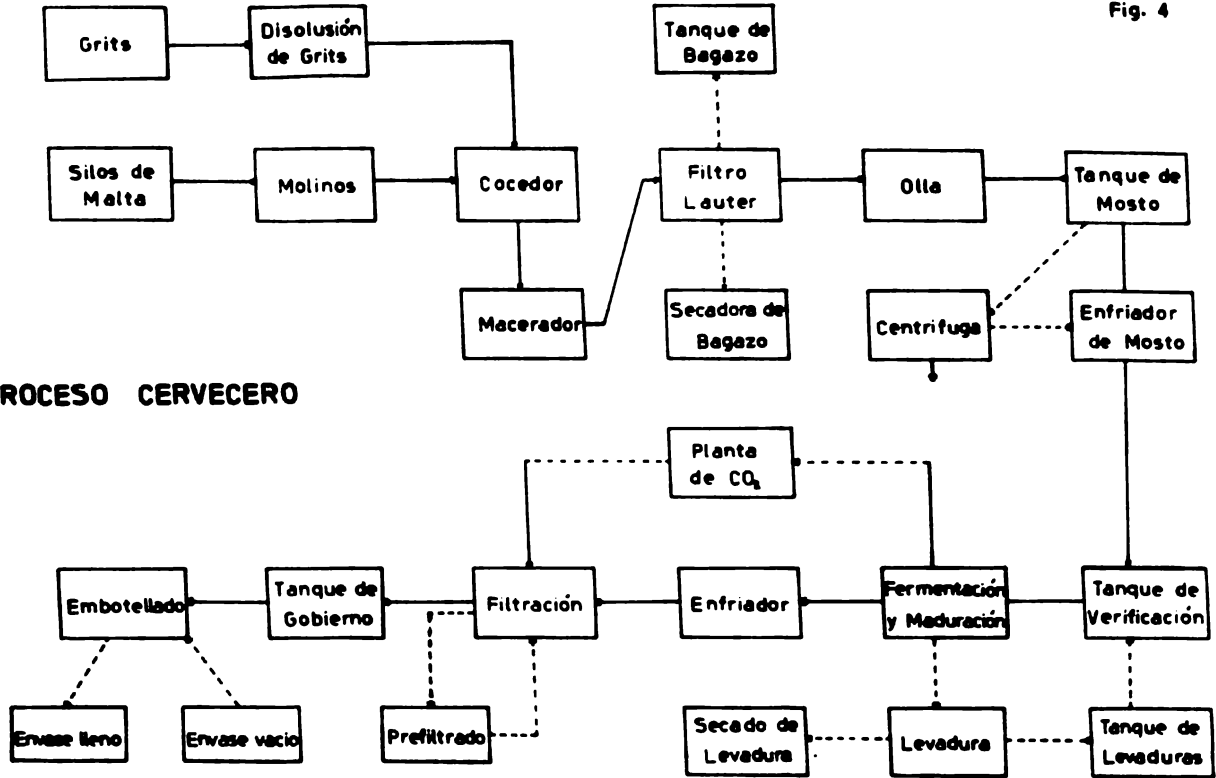 Fig. 4
Grits
Disolusión
de Grits
Tanque de
Bagazo
Silos de
Malta
Molinos
Cocedor
Filtro
Lauter
Olla
Tanque de
Mosto
Macerador
Secadora de
Bagazo
Centrifuga
Enfriador
de Mosto
ROCESO CERVECERO
Planta
de CO₂
Embotellado
Tanque de
Gobierno
Filtración
Enfriador
Fermentación
y Maduración
Tanque de
Verificación
Envase lleno
Envase vacio
Prefiltrado
Secado de
Levadura
Levadura
Tanque de
Levaduras